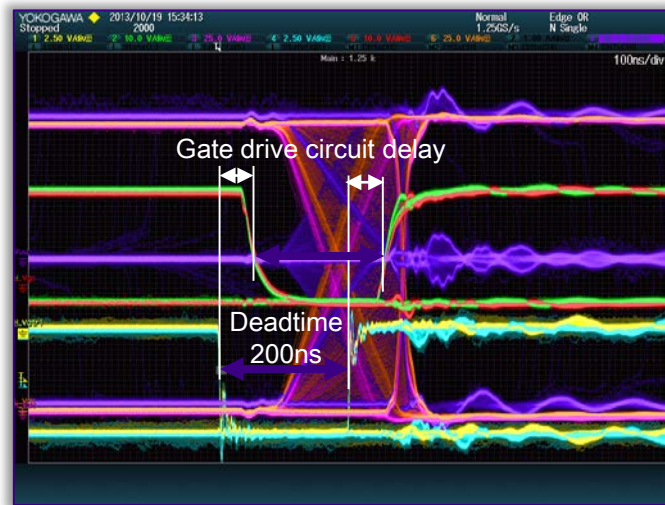 YOKOGAWA ◆ 2013/10/19 15:34:13
Normal
Edge OR
Stopped
2000
1.25GS/s
N Single
Main : 1.25 k
100ns/div
Gate drive circuit delay
Deadtime
200ns